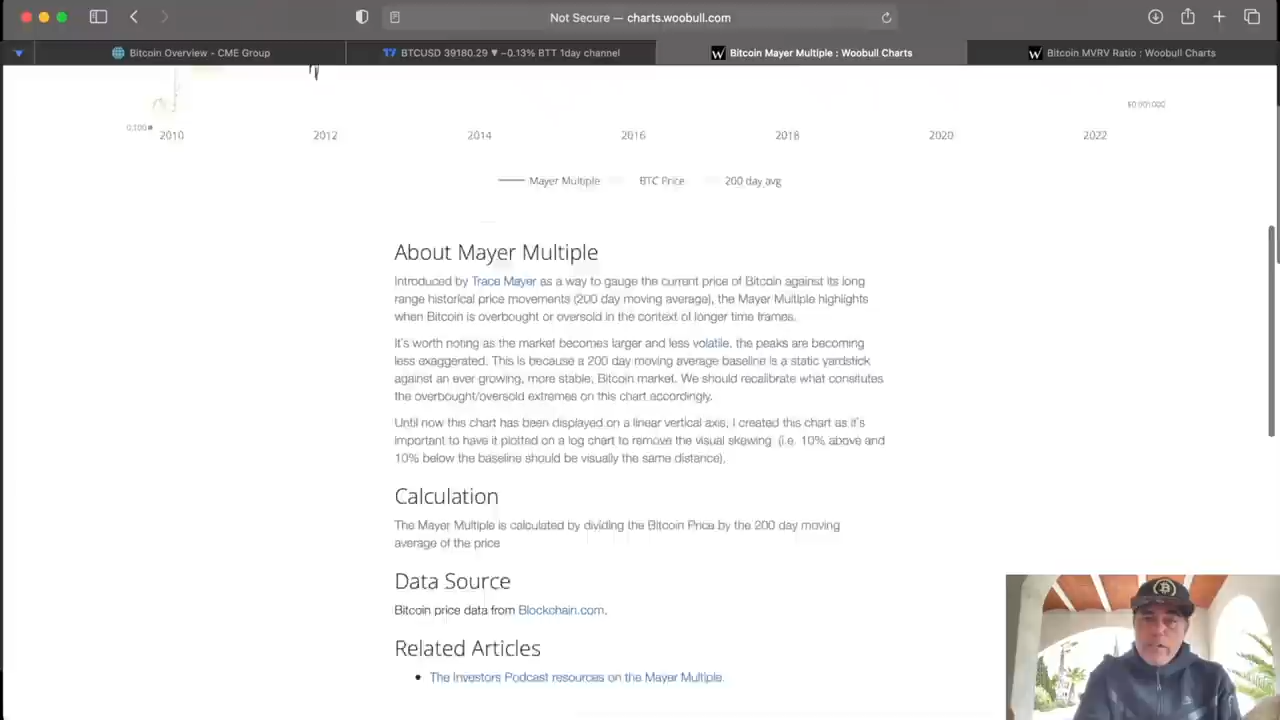 Not Secure — charts.woobull.com
Bitcoin Overview - CME Group
BTCUSD 39180.29 ▼ −0.13% BTT 1day channel
W Bitcoin Mayer Multiple : Woobull Charts
W Bitcoin MVRV Ratio : Woobull Charts
$0.001000
0.100
2010 2012 2014 2016 2018 2020 2022
Mayer Multiple BTC Price 200 day avg
About Mayer Multiple
Introduced by Trace Mayer as a way to gauge the current price of Bitcoin against its long
range historical price movements (200 day moving average), the Mayer Multiple highlights
when Bitcoin is overbought or oversold in the context of longer time frames.
It's worth noting as the market becomes larger and less volatile, the peaks are becoming
less exaggerated. This is because a 200 day moving average baseline is a static yardstick
against an ever growing, more stable, Bitcoin market. We should recalibrate what constitutes
the overbought/oversold extremes on this chart accordingly.
Until now this chart has been displayed on a linear vertical axis, I created this chart as it's
important to have it plotted on a log chart to remove the visual skewing (i.e. 10% above and
10% below the baseline should be visually the same distance).
Calculation
The Mayer Multiple is calculated by dividing the Bitcoin Price by the 200 day moving
average of the price
Data Source
Bitcoin price data from Blockchain.com.
Related Articles
The Investors Podcast resources on the Mayer Multiple.